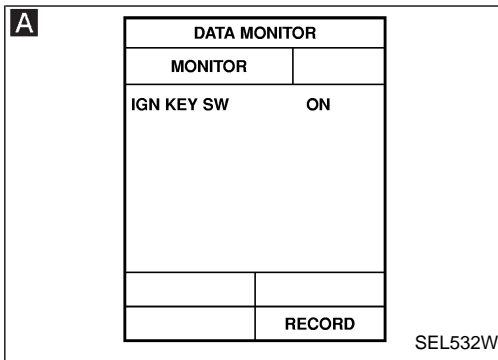 A
DATA MONITOR
MONITOR
IGN KEY SW ON
RECORD
SEL532W